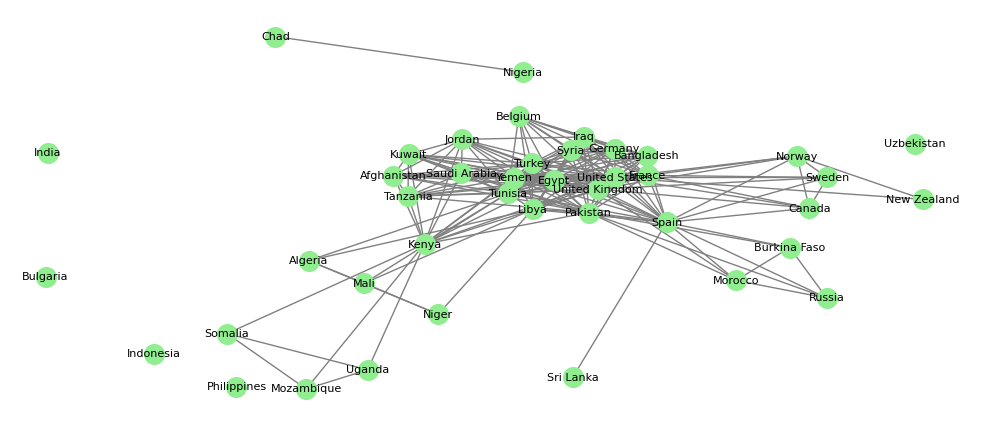 Chad
Nigeria
Belgium
Iraq
Jordan
Germany
Uzbekistan
Syria
India
Kuwait
Bangladesh
Norway
Turkey
Saudi Arabia
Afghanistan
Yemen
Egypt
United States
France
Sweden
United Kingdom
Tunisia
Tanzania
New Zealand
Libya
Pakistan
Canada
Spain
Kenya
Burkina Faso
Algeria
Bulgaria
Mali
Morocco
Russia
Niger
Somalia
Indonesia
Uganda
Sri Lanka
Philippines
Mozambique